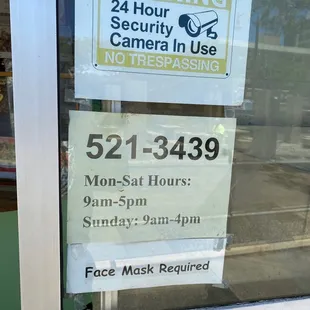 24 Hour
Security
Camera In Use
NO TRESPASSING
521-3439
Mon-Sat Hours:
9am-5pm
Sunday: 9am-4pm
Face Mask Required